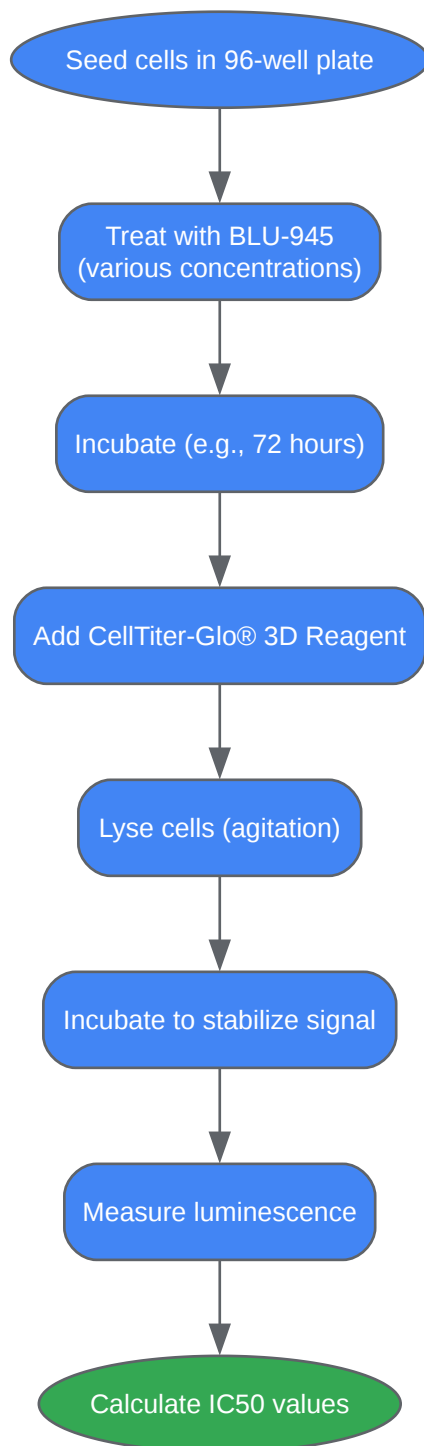 Seed cells in 96-well plate
Treat with BLU-945
(various concentrations)
Incubate (e.g., 72 hours)
Add CellTiter-Glo® 3D Reagent
Lyse cells (agitation)
Incubate to stabilize signal
Measure luminescence
Calculate IC50 values